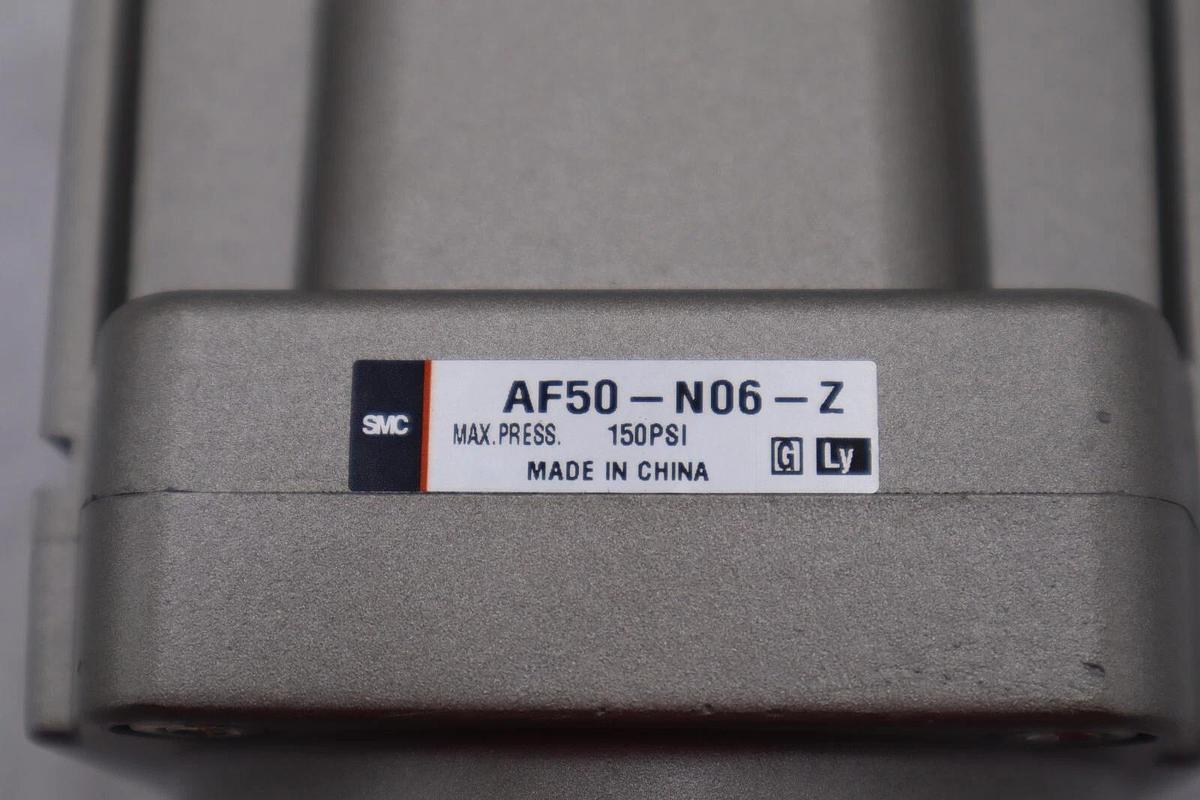 SMC
AF50-N06-Z
MAX.PRESS. 150PSI
MADE IN CHINA
G Ly